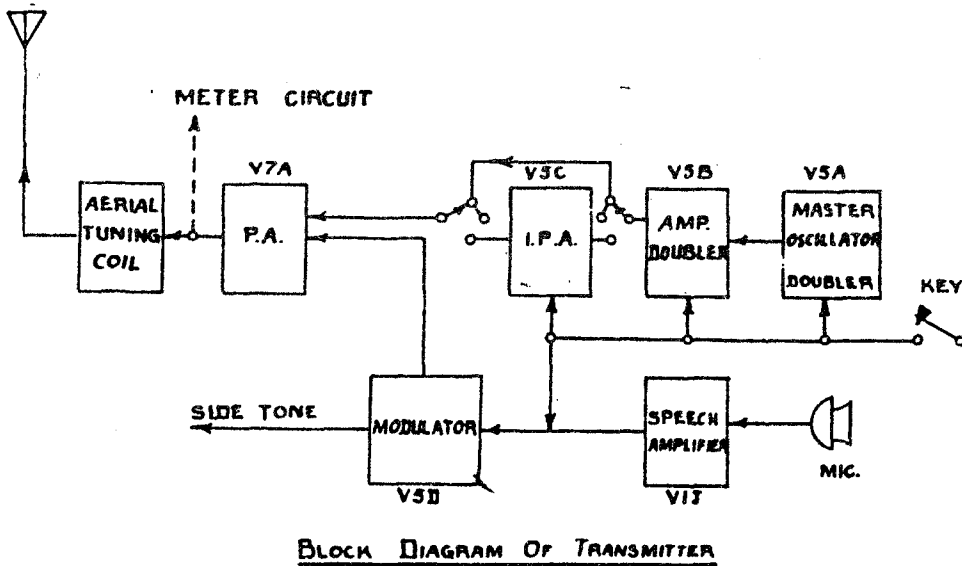 METER CIRCUIT
V7A
V5C
V5B
V5A
AERIAL
TUNING
COIL
P.A.
I.P.A.
AMP.
DOUBLER
MASTER
OSCILLATOR
DOUBLER
KEY
SIDE TONE
MODULATOR
SPEECH
AMPLIFIER
MIC.
V5D
V1J
BLOCK DIAGRAM OF TRANSMITTER